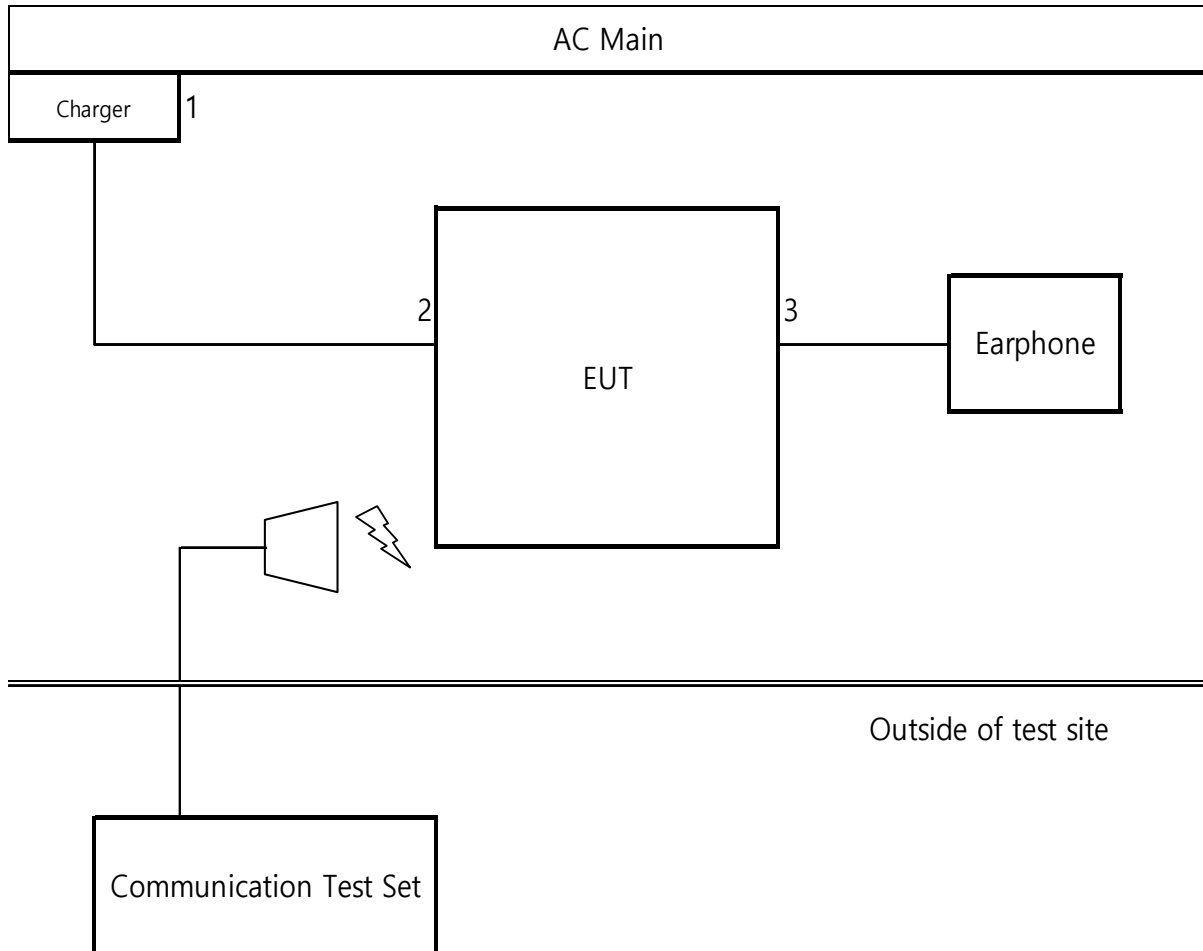 AC Main
Charger
1
2
3
Earphone
EUT
Outside of test site
Communication Test Set